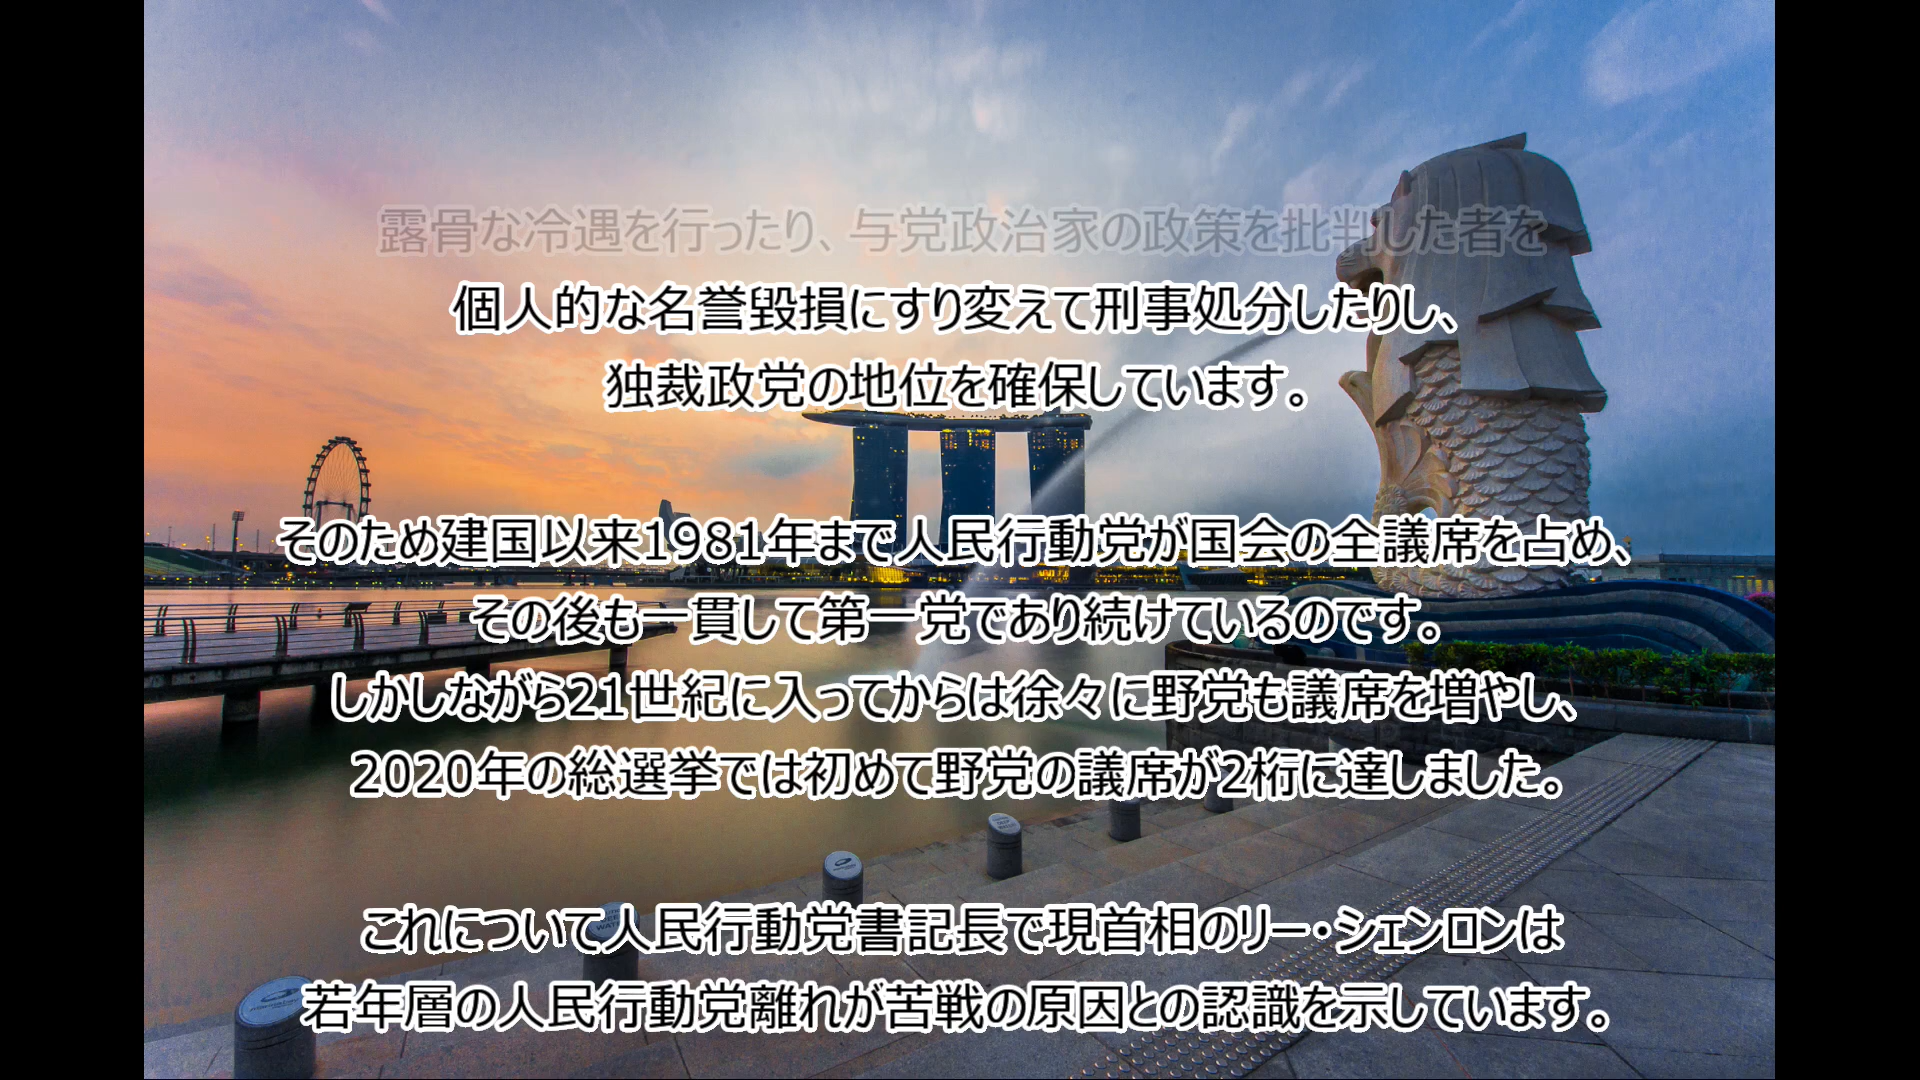 露骨な冷遇を行ったり、与党政治家の政策を批判した者を
個人的な名誉毀損にすり変えて刑事処分したりし、
独裁政党の地位を確保しています。
そのため建国以来1981年まで人民行動党が国会の全議席を占め、
その後も一貫して第一党であり続けているのです。
しかしながら21世紀に入ってからは徐々に野党も議席を増やし、
2020年の総選挙では初めて野党の議席が2桁に達しました。
これについて人民行動党書記長で現首相のリー・シェンロンは
若年層の人民行動党離れが苦戦の原因との認識を示しています。